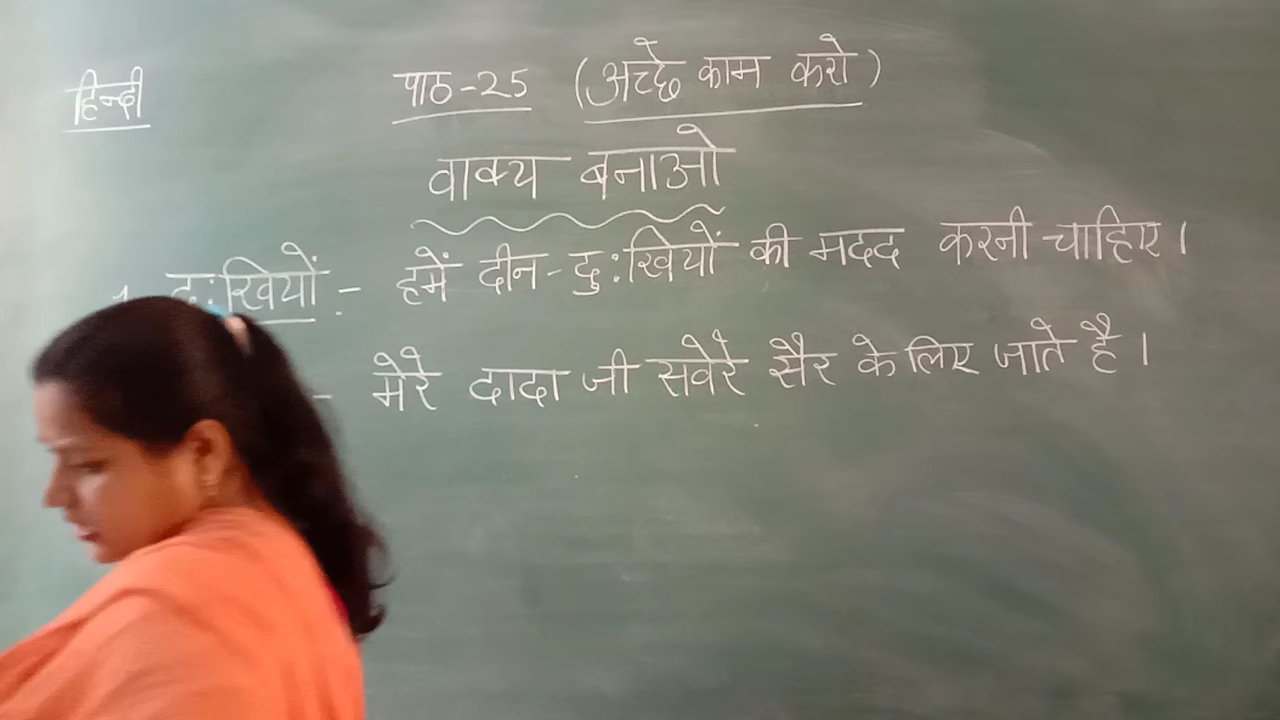 हिन्दी पाठ-25 (अच्छे काम करो)
वाक्य बनाओ
1. दुःखियों :- हमें दीन-दुःखियों की मदद करनी चाहिए।
- मेरे दादा जी सवेरे सैर के लिए जाते है।